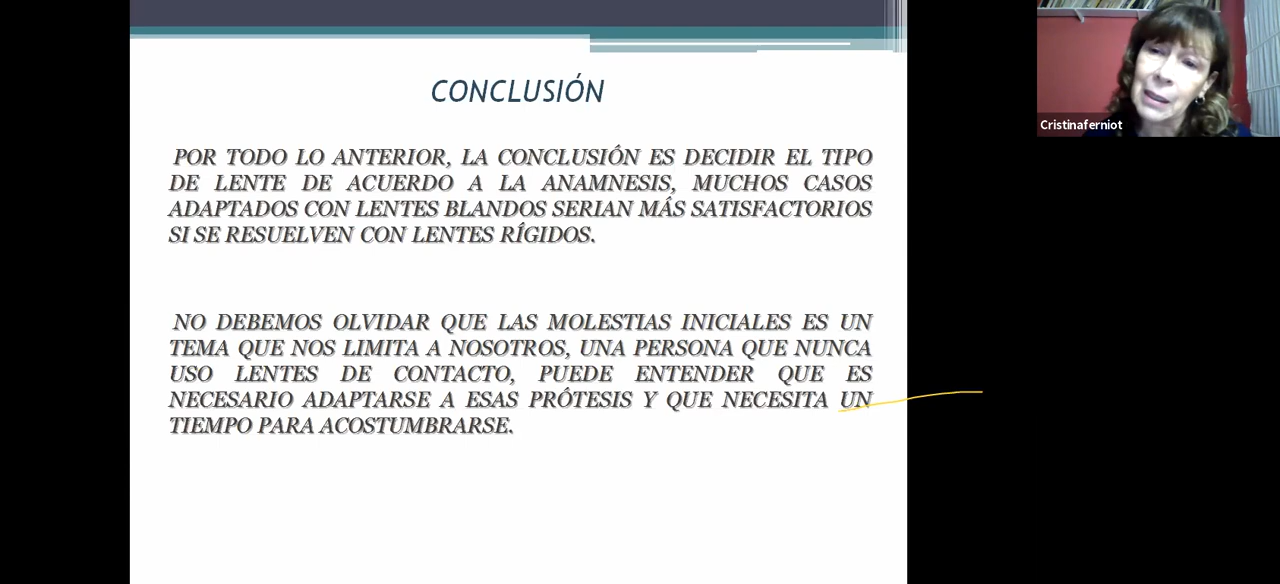 CONCLUSIÓN
POR TODO LO ANTERIOR, LA CONCLUSIÓN ES DECIDIR EL TIPO
DE LENTE DE ACUERDO A LA ANAMNESIS, MUCHOS CASOS
ADAPTADOS CON LENTES BLANDOS SERIAN MÁS SATISFACTORIOS
SI SE RESUELVEN CON LENTES RÍGIDOS.
NO DEBEMOS OLVIDAR QUE LAS MOLESTIAS INICIALES ES UN
TEMA QUE NOS LIMITA A NOSOTROS, UNA PERSONA QUE NUNCA
USO LENTES DE CONTACTO, PUEDE ENTENDER QUE ES
NECESARIO ADAPTARSE A ESAS PRÓTESIS Y QUE NECESITA UN
TIEMPO PARA ACOSTUMBRARSE.
Cristinaferniot